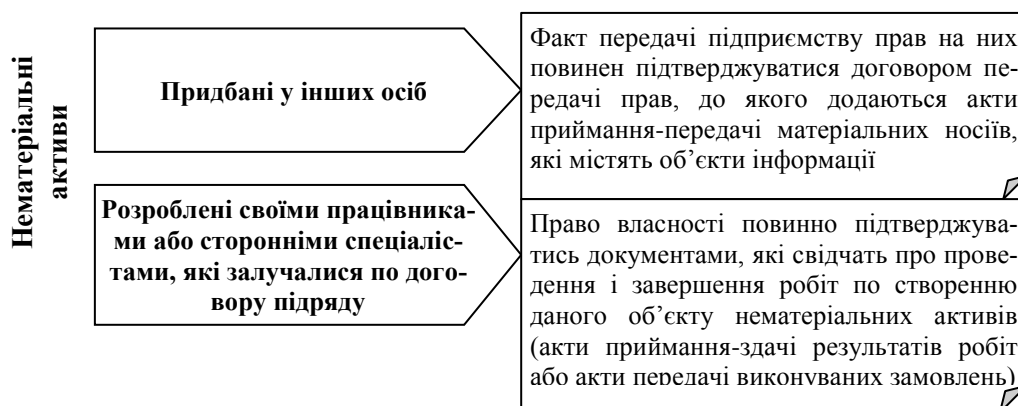 Нематеріальні
активи
Придбані у інших осіб
Факт передачі підприємству прав на них
повинен підтверджуватися договором пе-
редачі прав, до якого додаються акти
приймання-передачі матеріальних носіїв,
які містять об’єкти інформації
Розроблені своїми працівника-
ми або сторонніми спеціаліс-
тами, які залучалися по дого-
вору підряду
Право власності повинно підтверджува-
тись документами, які свідчать про прове-
дення і завершення робіт по створенню
даного об’єкту нематеріальних активів
(акти приймання-здачі результатів робіт
або акти передачі виконуваних замовлень)